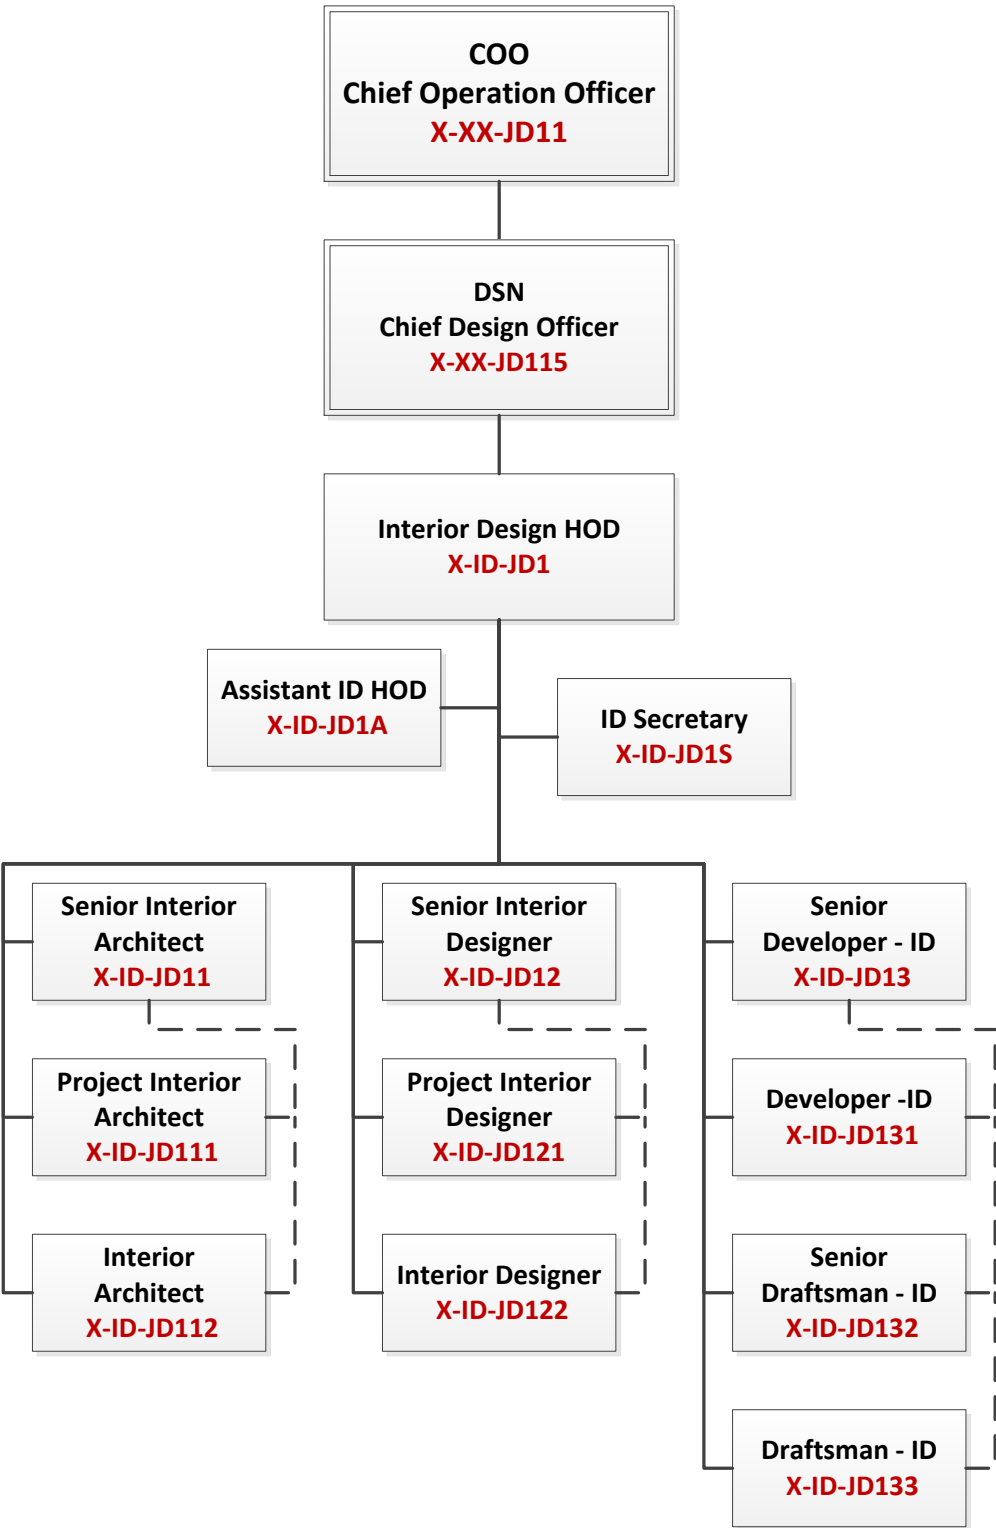 COO
Chief Operation Officer
X-XX-JD11
DSN
Chief Design Officer
X-XX-JD115
Interior Design HOD
X-ID-JD1
Assistant ID HOD
X-ID-JD1A
ID Secretary
X-ID-JD1S
Senior Interior
Architect
X-ID-JD11
Project Interior
Architect
X-ID-JD111
Interior
Architect
X-ID-JD112
Senior Interior
Designer
X-ID-JD12
Project Interior
Designer
X-ID-JD121
Interior Designer
X-ID-JD122
Senior
Developer - ID
X-ID-JD13
Developer -ID
X-ID-JD131
Senior
Draftsman - ID
X-ID-JD132
Draftsman - ID
X-ID-JD133